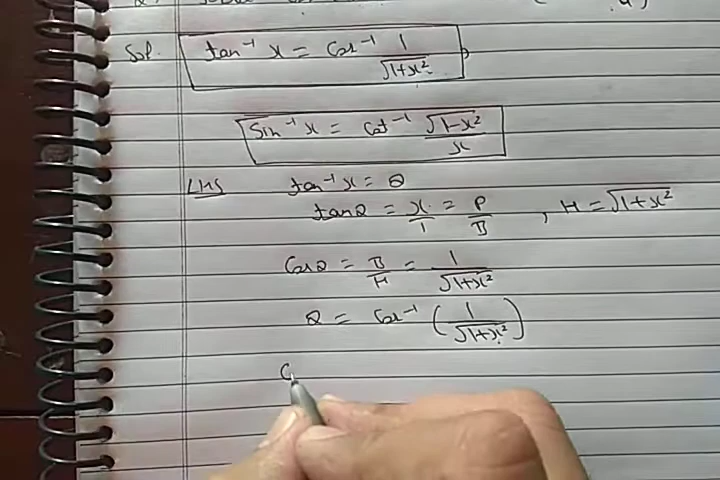 Sol. tan⁻¹ x = Cos⁻¹ 1/√(1+x²),
Sin⁻¹ x = Cot⁻¹ √(1-x²)/x
LHS tan⁻¹ x = θ
tanθ = x/1 = P/B , H = √(1+x²)
Cosθ = B/H = 1/√(1+x²)
θ = Cos⁻¹ (1/√(1+x²))
C